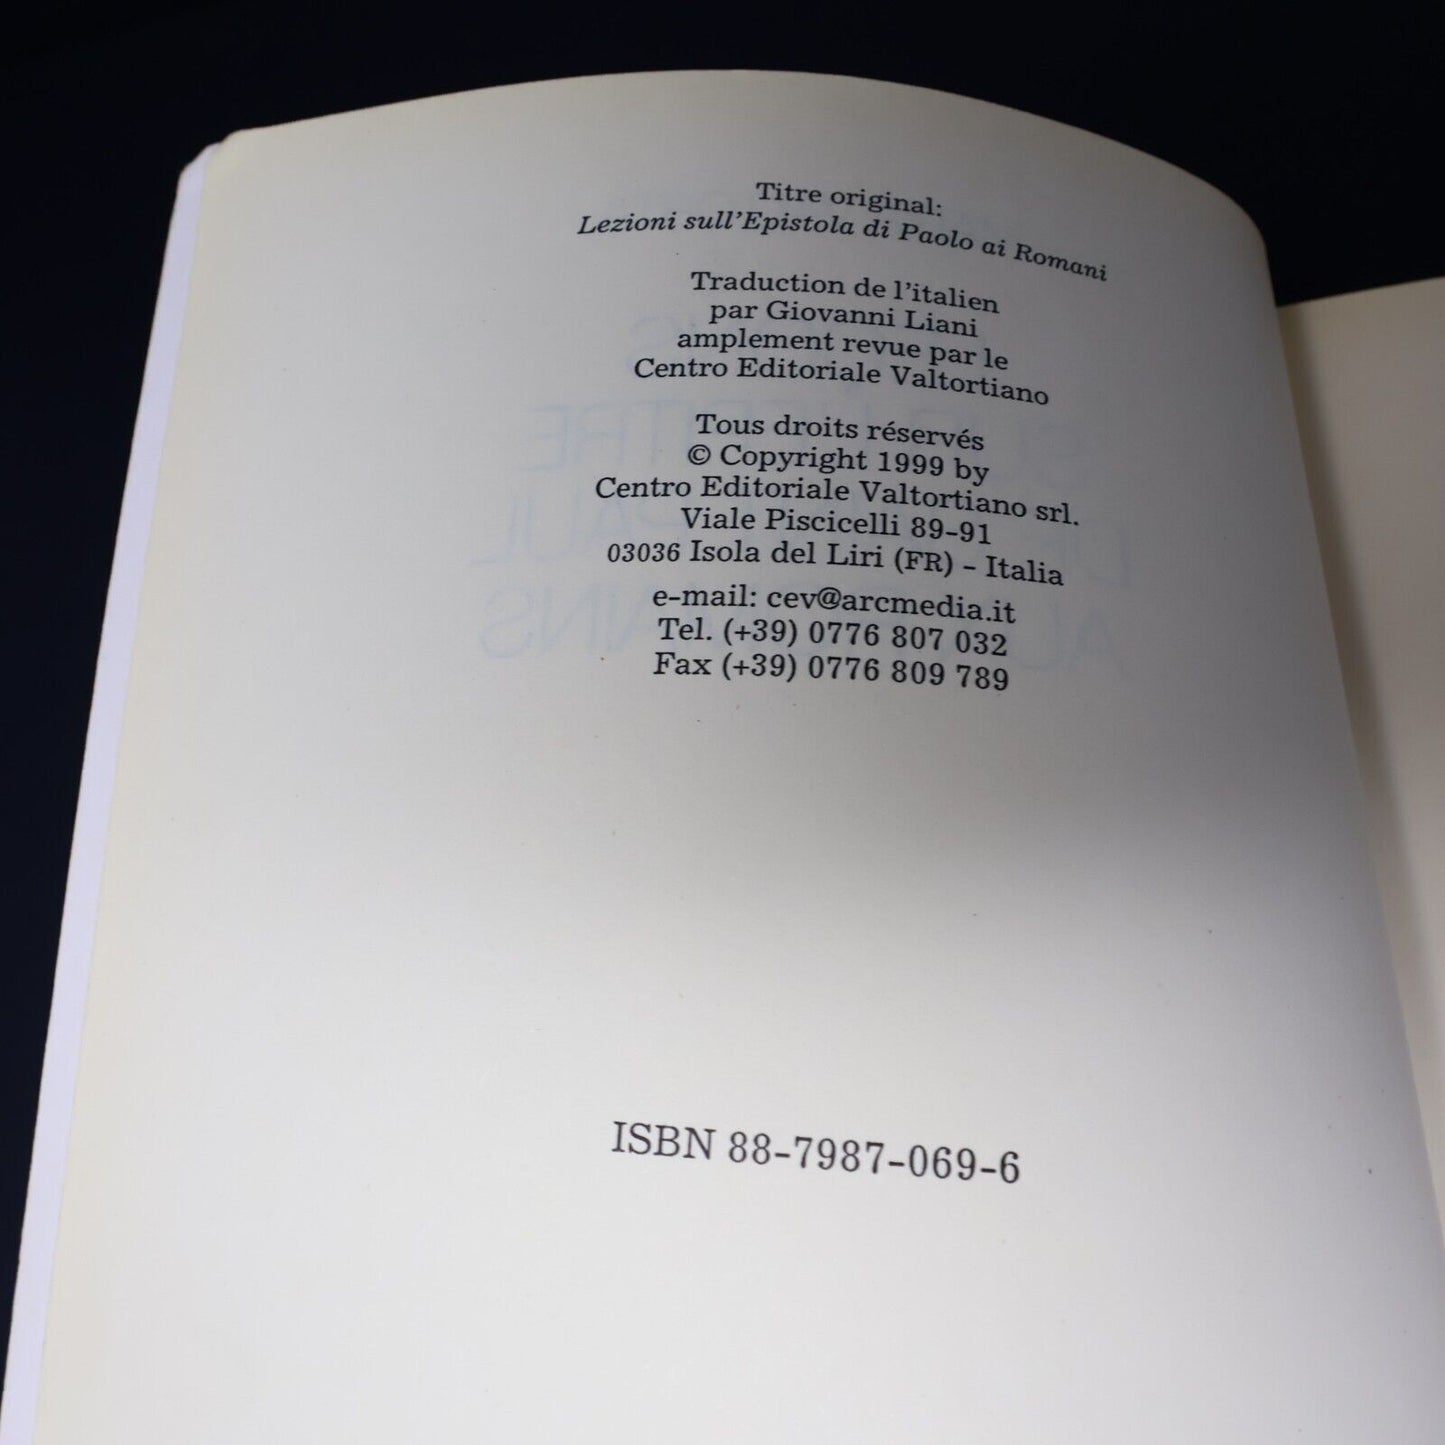 Titre original:
Lezioni sull'Epistola di Paolo ai Romani
Traduction de l'italien
par Giovanni Liani
amplement revue par le
Centro Editoriale Valtortiano
Tous droits réservés
© Copyright 1999 by
Centro Editoriale Valtortiano srl.
Viale Piscicelli 89-91
03036 Isola del Liri (FR) - Italia
e-mail: cev@arcmedia.it
Tel. (+39) 0776 807 032
Fax (+39) 0776 809 789
ISBN 88-7987-069-6